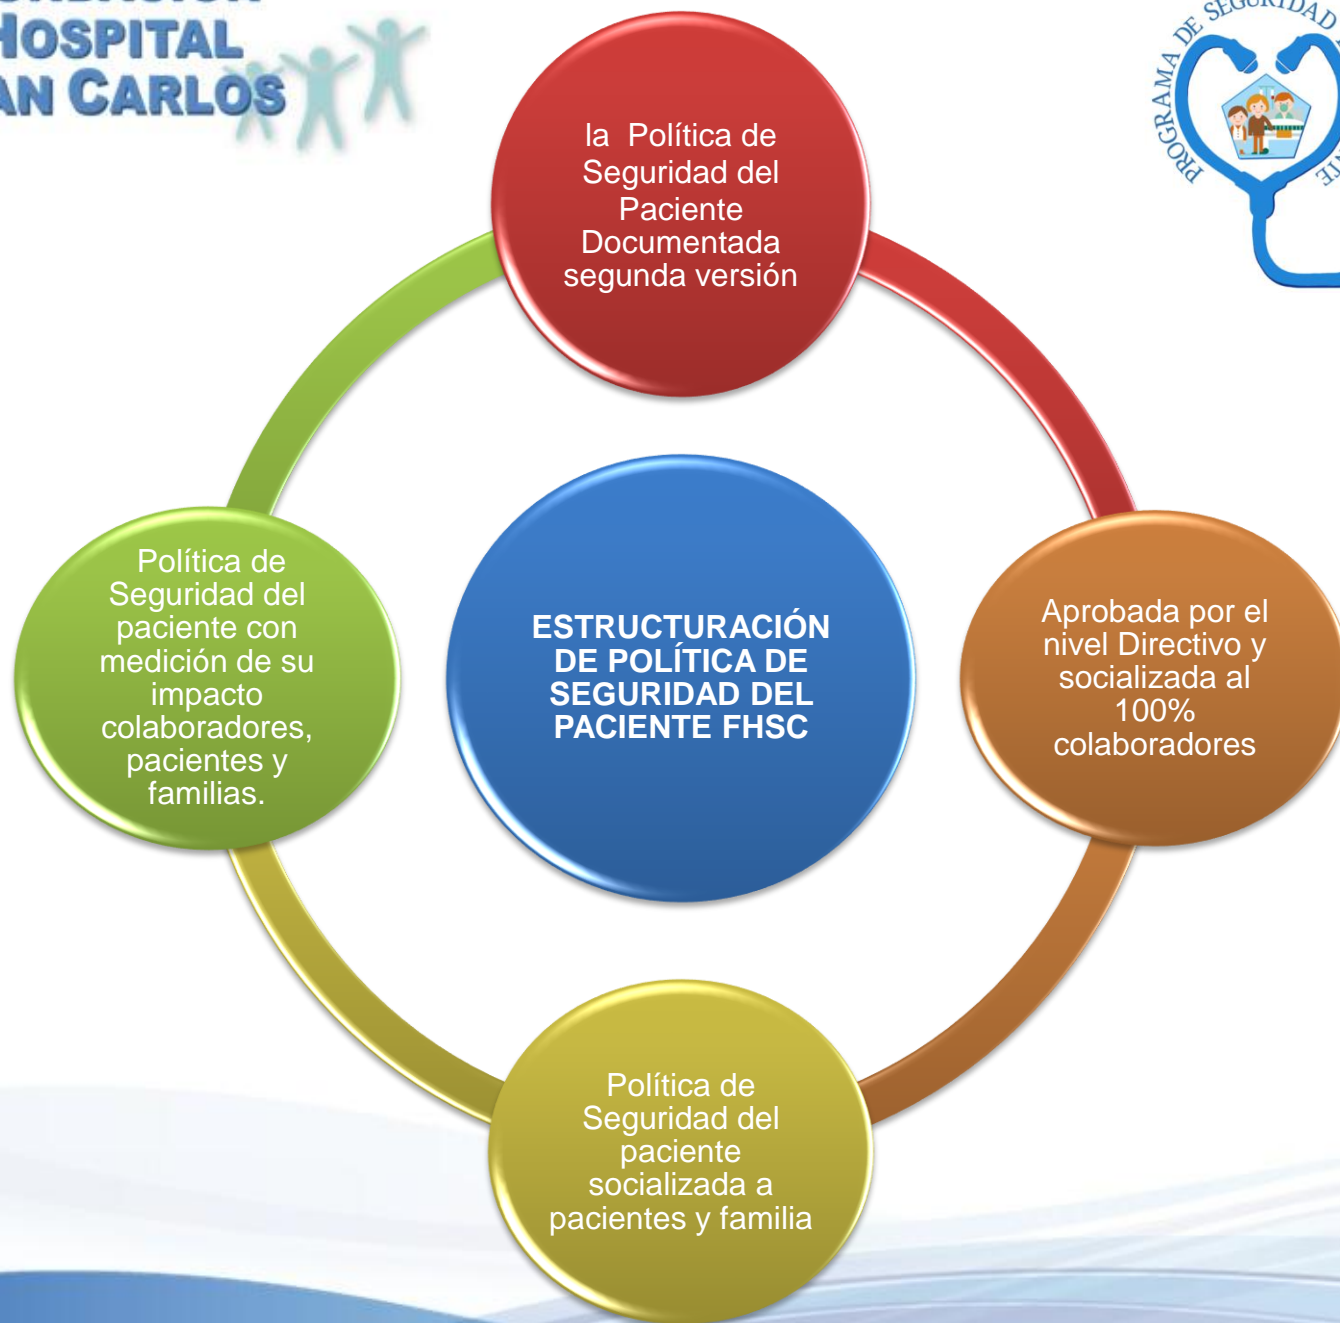 HOSPITAL
CARLOS
PROGRAMA DE SEGURIDAD
la Política de
Seguridad del
Paciente
Documentada
segunda versión
Política de
Seguridad del
paciente con
medición de su
impacto
colaboradores,
pacientes y
familias.
ESTRUCTURACIÓN
DE POLÍTICA DE
SEGURIDAD DEL
PACIENTE FHSC
Aprobada por el
nivel Directivo y
socializada al
100%
colaboradores
Política de
Seguridad del
paciente
socializada a
pacientes y familia